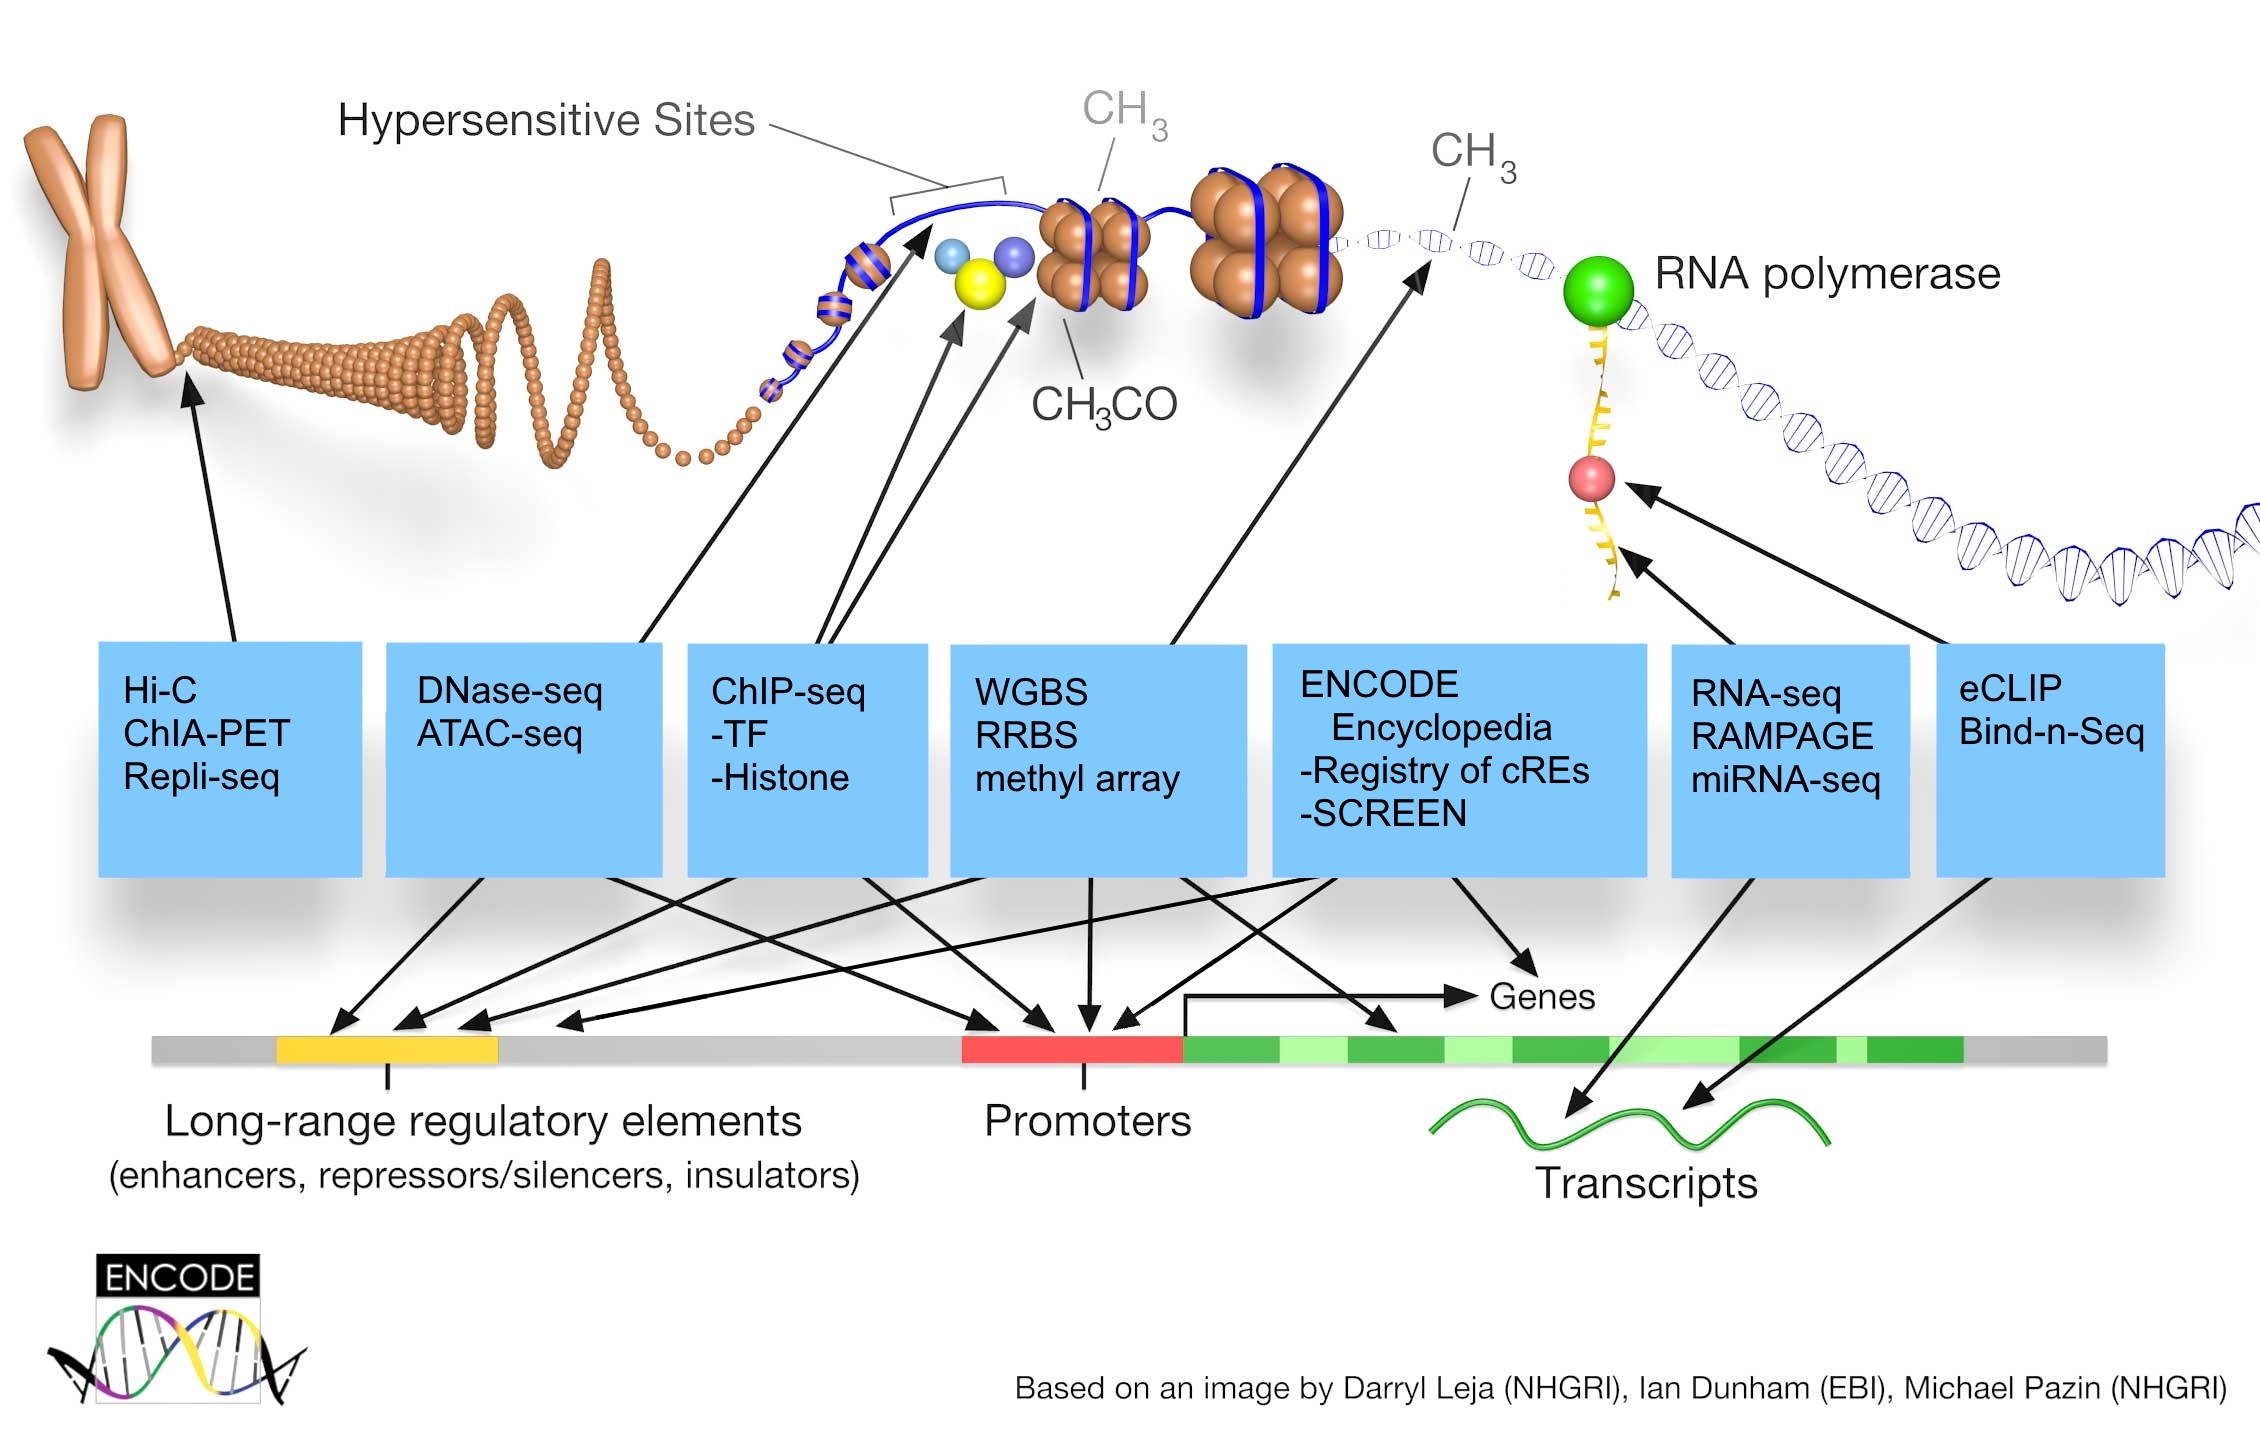 Hypersensitive Sites
CH3
CH3
RNA polymerase
CH3CO
Hi-C
ChIA-PET
Repli-seq
DNase-seq
ATAC-seq
ChIP-seq
-TF
-Histone
WGBS
RRBS
methyl array
ENCODE
Encyclopedia
-Registry of cREs
-SCREEN
RNA-seq
RAMPAGE
miRNA-seq
eCLIP
Bind-n-Seq
Genes
Long-range regulatory elements
(enhancers, repressors/silencers, insulators)
Promoters
Transcripts
ENCODE
Based on an image by Darryl Leja (NHGRI), Ian Dunham (EBI), Michael Pazin (NHGRI)